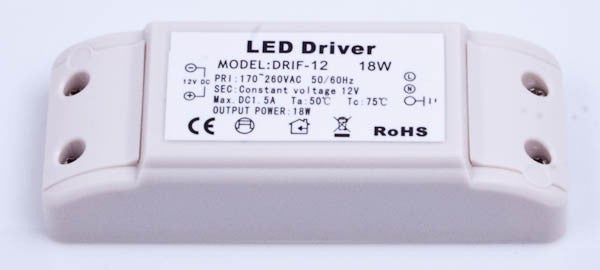 LED Driver
MODEL:DRIF-12 18W
PRI:170~260VAC 50/60Hz
12V DC
SEC:Constant voltage 12V
Max.DC1.5A Ta:50℃ Tc:75℃
OUTPUT POWER:18W
L
N
CE
RoHS